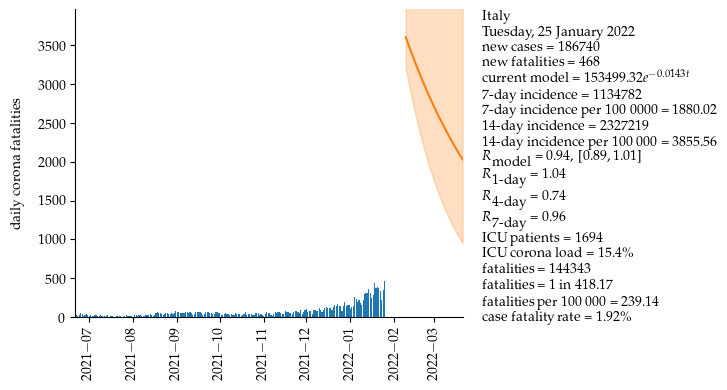 Italy
Tuesday, 25 January 2022
new cases = 186740
new fatalities = 468
current model = 153499.32e^{−0.0143t}
7-day incidence = 1134782
7-day incidence per 100 0000 = 1880.02
14-day incidence = 2327219
14-day incidence per 100 000 = 3855.56
R_model = 0.94, [0.89, 1.01]
R_1-day = 1.04
R_4-day = 0.74
R_7-day = 0.96
ICU patients = 1694
ICU corona load = 15.4%
fatalities = 144343
fatalities = 1 in 418.17
fatalities per 100 000 = 239.14
case fatality rate = 1.92%
daily corona fatalities
3500
3000
2500
2000
1500
1000
500
0
2021−07
2021−08
2021−09
2021−10
2021−11
2021−12
2022−01
2022−02
2022−03